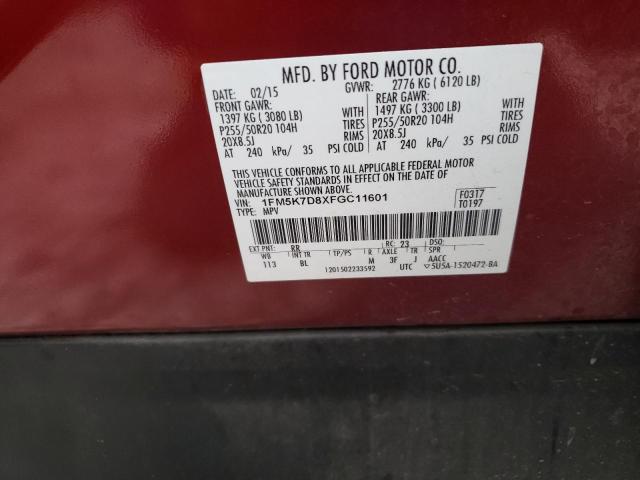 MFD. BY FORD MOTOR CO.
DATE: 02/15 GVWR: 2776 KG ( 6120 LB)
FRONT GAWR: REAR GAWR:
1397 KG ( 3080 LB) 1497 KG ( 3300 LB)
P255/50R20 104H TIRES P255/50R20 104H TIRES
20X8.5J RIMS 20X8.5J RIMS
AT 240 kPa/ 35 PSI COLD AT 240 kPa/ 35 PSI COLD
THIS VEHICLE CONFORMS TO ALL APPLICABLE FEDERAL MOTOR
VEHICLE SAFETY STANDARDS IN EFFECT ON THE DATE OF
MANUFACTURE SHOWN ABOVE.
VIN: 1FM5K7D8XFGC11601 F0317
TYPE: MPV T0197
EXT PNT: RR RC: 23 DSO:
WB INT TR TP/PS R AXLE TR SPR
113 BL M 3F J AACC
1201502233592 UTC 5U5A-1520472-BA